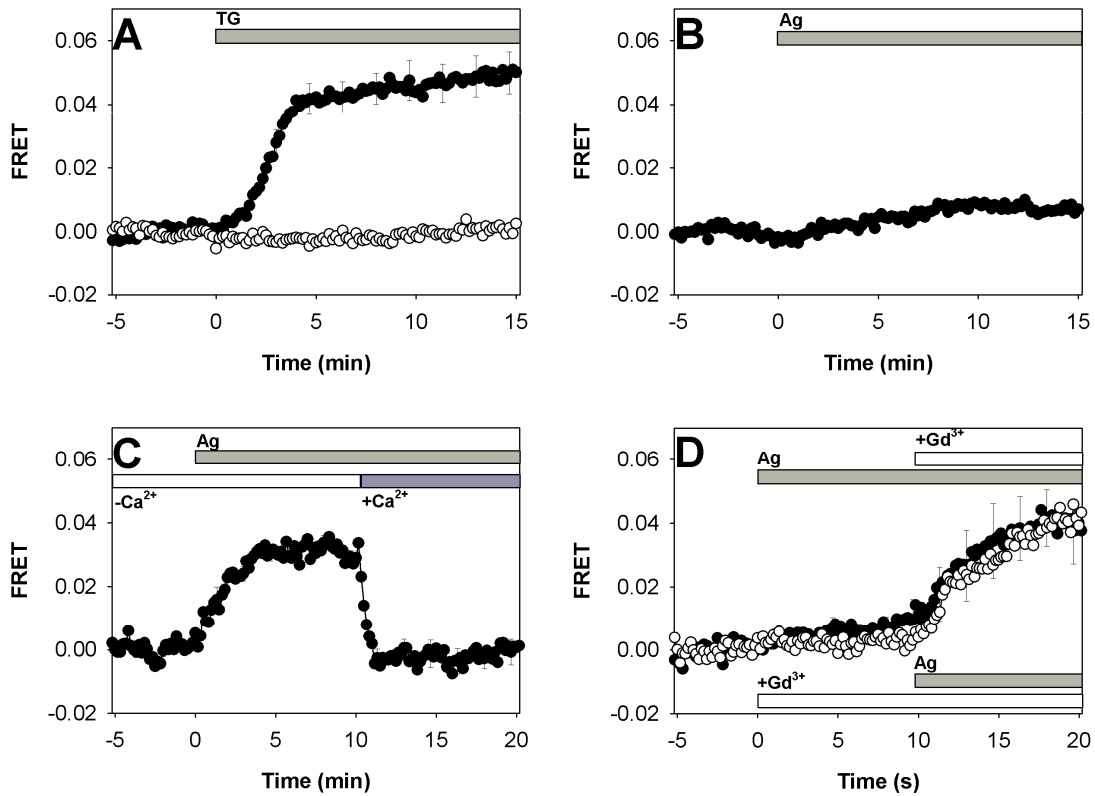 A
TG
0.06
0.04
0.02
0.00
-0.02
FRET
-5 0 5 10 15
Time (min)
B
Ag
0.06
0.04
0.02
0.00
-0.02
FRET
-5 0 5 10 15
Time (min)
C
Ag
-Ca²⁺
+Ca²⁺
0.06
0.04
0.02
0.00
-0.02
FRET
-5 0 5 10 15 20
Time (min)
D
+Gd³⁺
Ag
0.06
0.04
0.02
0.00
-0.02
FRET
Ag
+Gd³⁺
-5 0 5 10 15 20
Time (s)